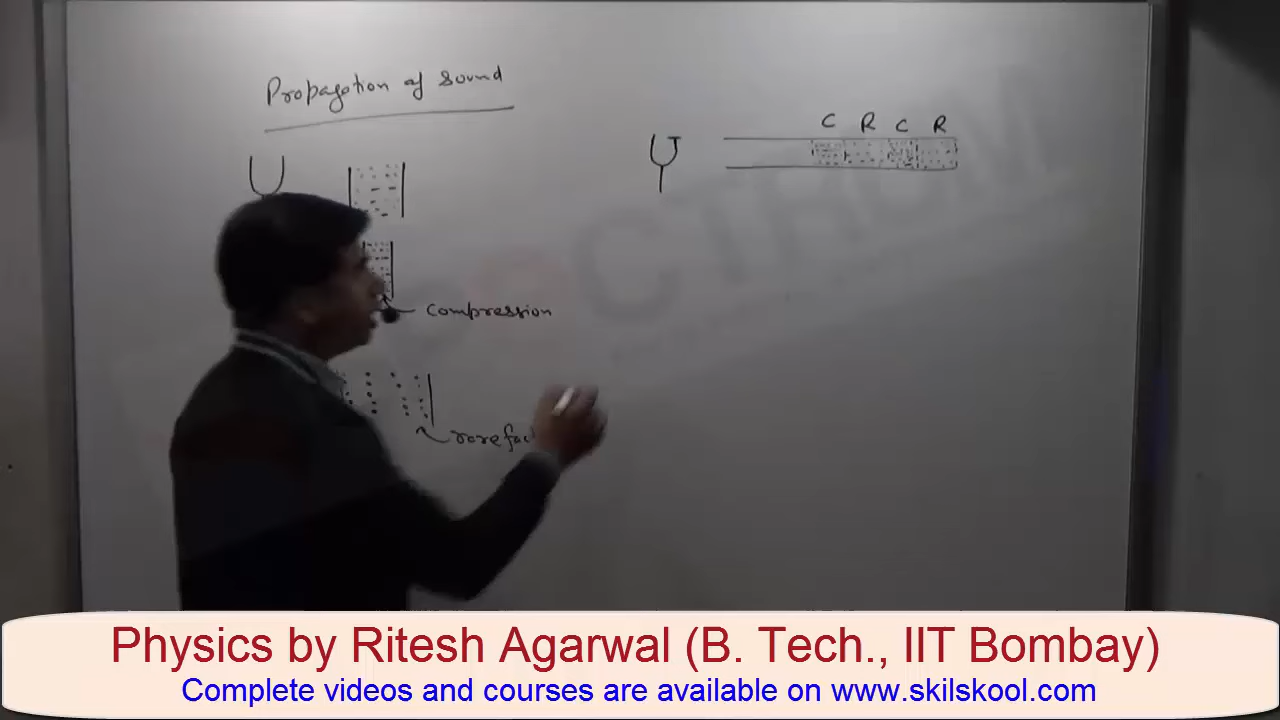 Propagation of Sound
C R C R
compression
Physics by Ritesh Agarwal (B. Tech., IIT Bombay)
Complete videos and courses are available on www.skilskool.com